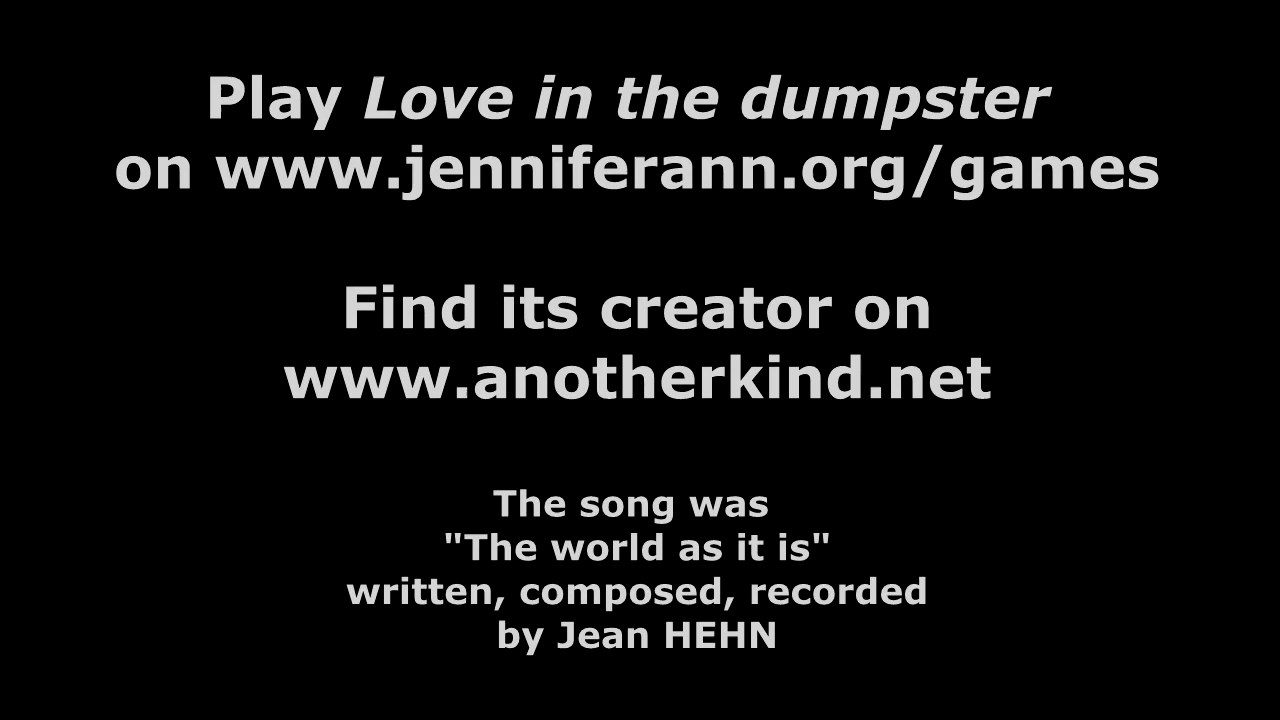 Play Love in the dumpster
on www.jenniferann.org/games
Find its creator on
www.anotherkind.net
The song was
"The world as it is"
written, composed, recorded
by Jean HEHN